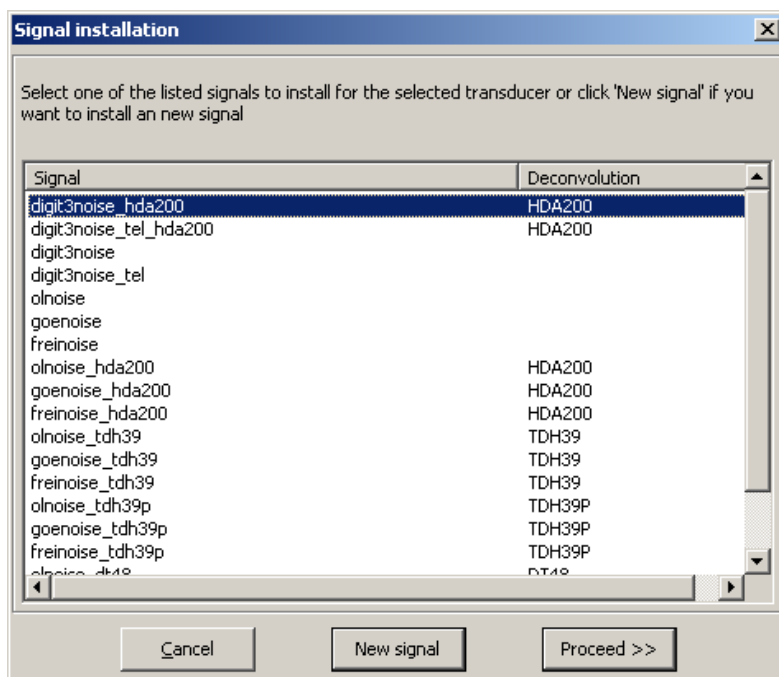 Signal installation
Select one of the listed signals to install for the selected transducer or click 'New signal' if you
want to install an new signal
Signal Deconvolution
digit3noise_hda200 HDA200
digit3noise_tel_hda200 HDA200
digit3noise
digit3noise_tel
olnoise
goenoise
freinoise
olnoise_hda200 HDA200
goenoise_hda200 HDA200
freinoise_hda200 HDA200
olnoise_tdh39 TDH39
goenoise_tdh39 TDH39
freinoise_tdh39 TDH39
olnoise_tdh39p TDH39P
goenoise_tdh39p TDH39P
freinoise_tdh39p TDH39P
olnoise_dt48 DT48
Cancel New signal Proceed >>